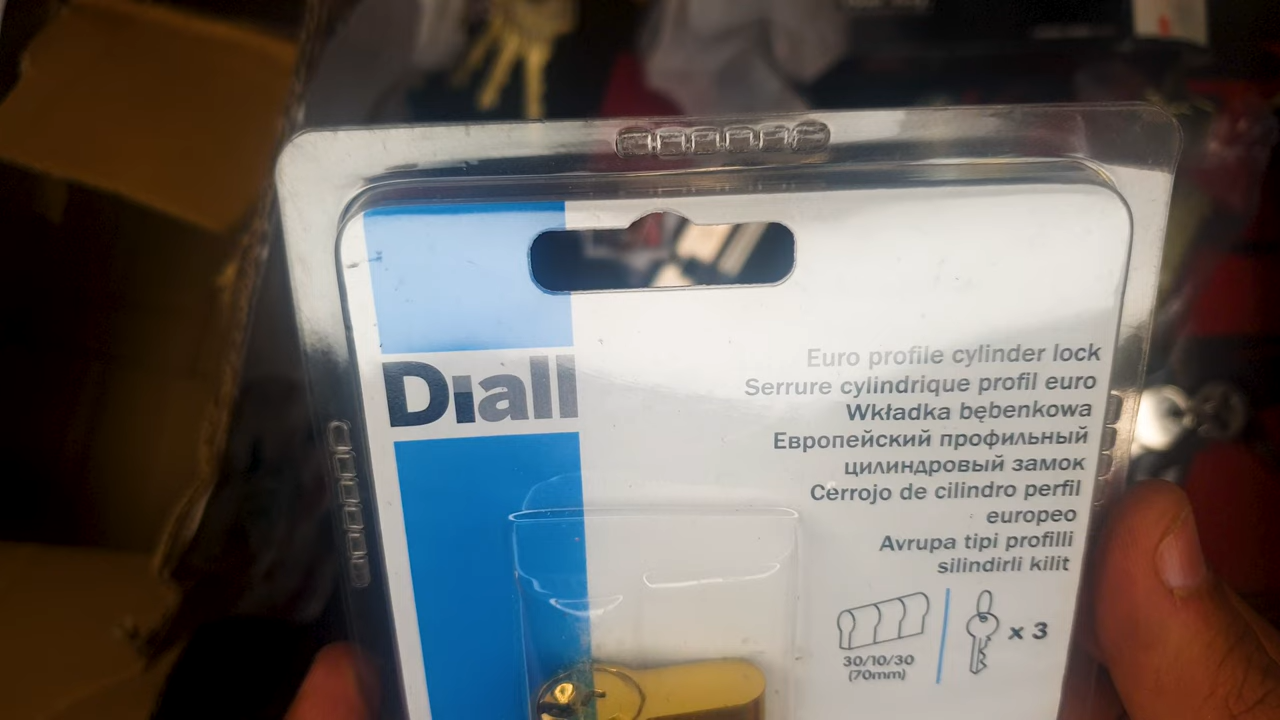 Diall
Euro profile cylinder lock
Serrure cylindrique profil euro
Wkładka bębenkowa
Европейский профильный
цилиндровый замок
Cerrojo de cilindro perfil
europeo
Avrupa tipi profilli
silindirli kilit
30/10/30
(70mm)
x 3